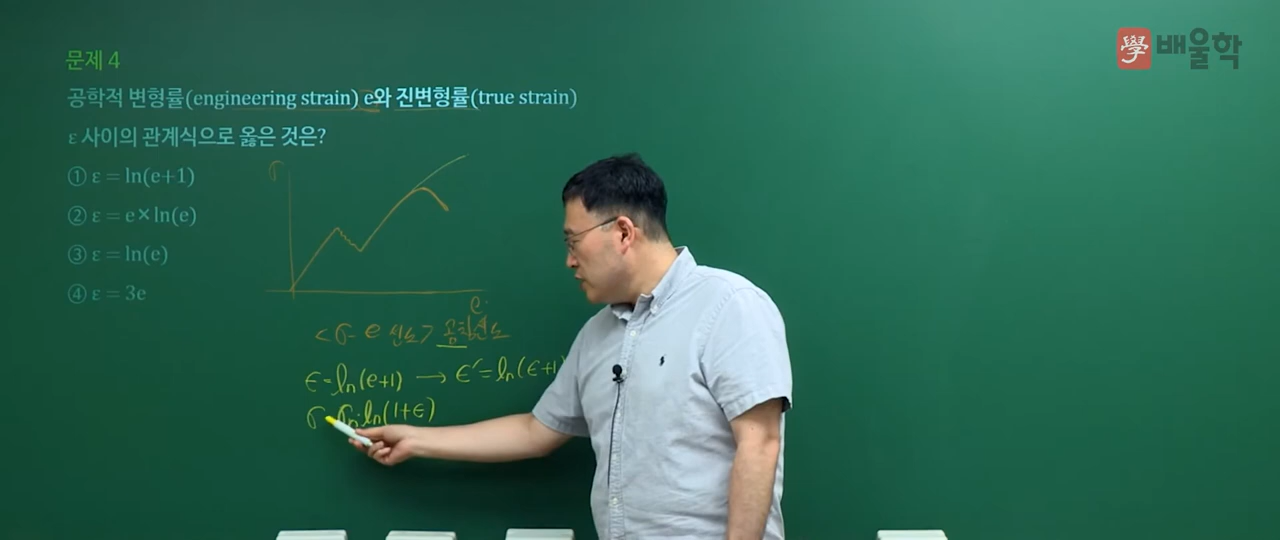 學 배울학
문제 4
공학적 변형률(engineering strain) e와 진변형률(true strain)
ε 사이의 관계식으로 옳은 것은?
① ε = ln(e+1)
② ε = e×ln(e)
③ ε = ln(e)
④ ε = 3e
σ
e
<σ- e 선도> 공칭선도
ϵ=ln(e+1) → ϵ'=ln(ϵ+1
ln(1+ϵ)